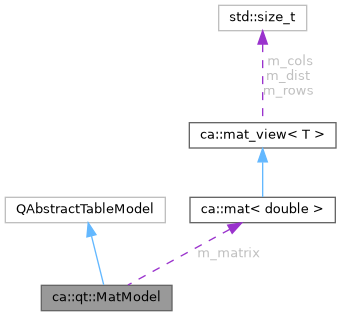 std::size_t
m_cols
m_dist
m_rows
ca::mat_view< T >
QAbstractTableModel
ca::mat< double >
m_matrix
ca::qt::MatModel